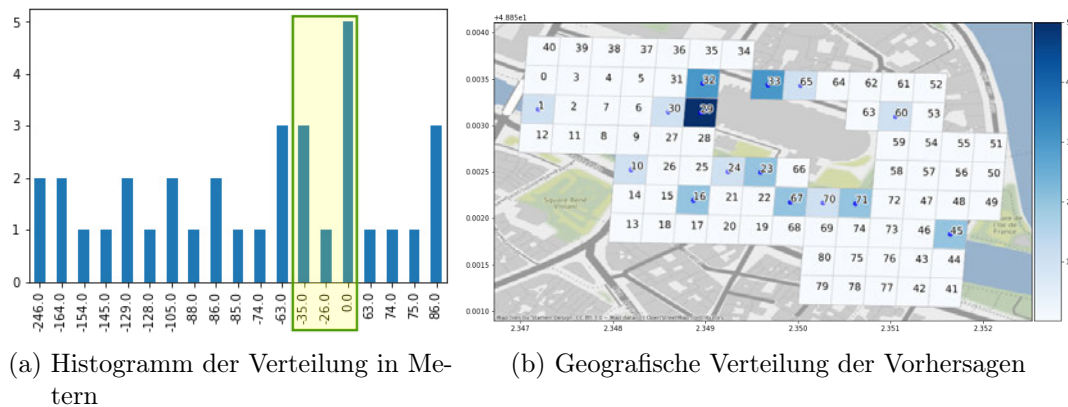 5
4
3
2
1
0
-246.0
-164.0
-154.0
-145.0
-129.0
-128.0
-105.0
-88.0
-86.0
-85.0
-74.0
-63.0
-35.0
-26.0
0.0
63.0
74.0
75.0
86.0
(a) Histogramm der Verteilung in Me-
tern
+4.885e1
0.0040
0.0035
0.0030
0.0025
0.0020
0.0015
0.0010
40 39 38 37 36 35 34
0 3 4 5 31 32 33 65 64 62 61 52
1 2 7 6 30 29 63 60 53
12 11 8 9 27 28 59 54 55 51
10 26 25 24 23 66 58 57 56 50
14 15 16 21 22 67 70 71 72 47 48 49
13 18 17 20 19 68 69 74 73 46 45
80 75 76 43 44
79 78 77 42 41
Square René
Viviani
de
l'Île de
France
2.347 2.348 2.349 2.350 2.351 2.352
(b) Geografische Verteilung der Vorhersagen